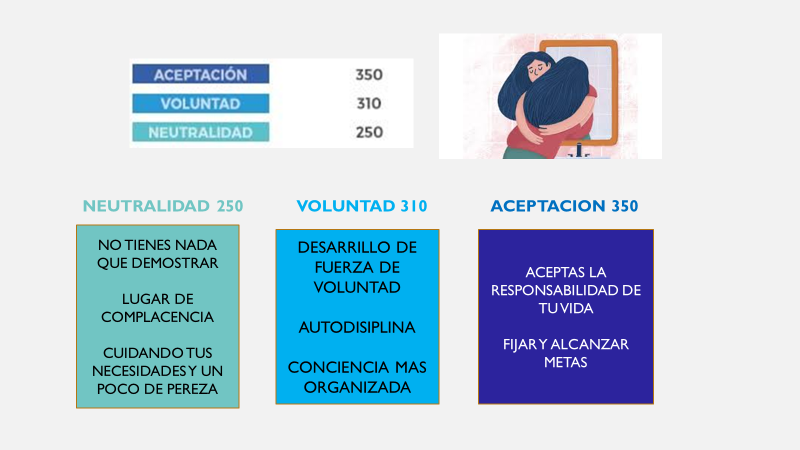 ACEPTACIÓN 350
VOLUNTAD 310
NEUTRALIDAD 250
NEUTRALIDAD 250
NO TIENES NADA
QUE DEMOSTRAR
LUGAR DE
COMPLACENCIA
CUIDANDO TUS
NECESIDADES Y UN
POCO DE PEREZA
VOLUNTAD 310
DESARRILLO DE
FUERZA DE
VOLUNTAD
AUTODISIPLINA
CONCIENCIA MAS
ORGANIZADA
ACEPTACION 350
ACEPTAS LA
RESPONSABILIDAD DE
TU VIDA
FIJAR Y ALCANZAR
METAS